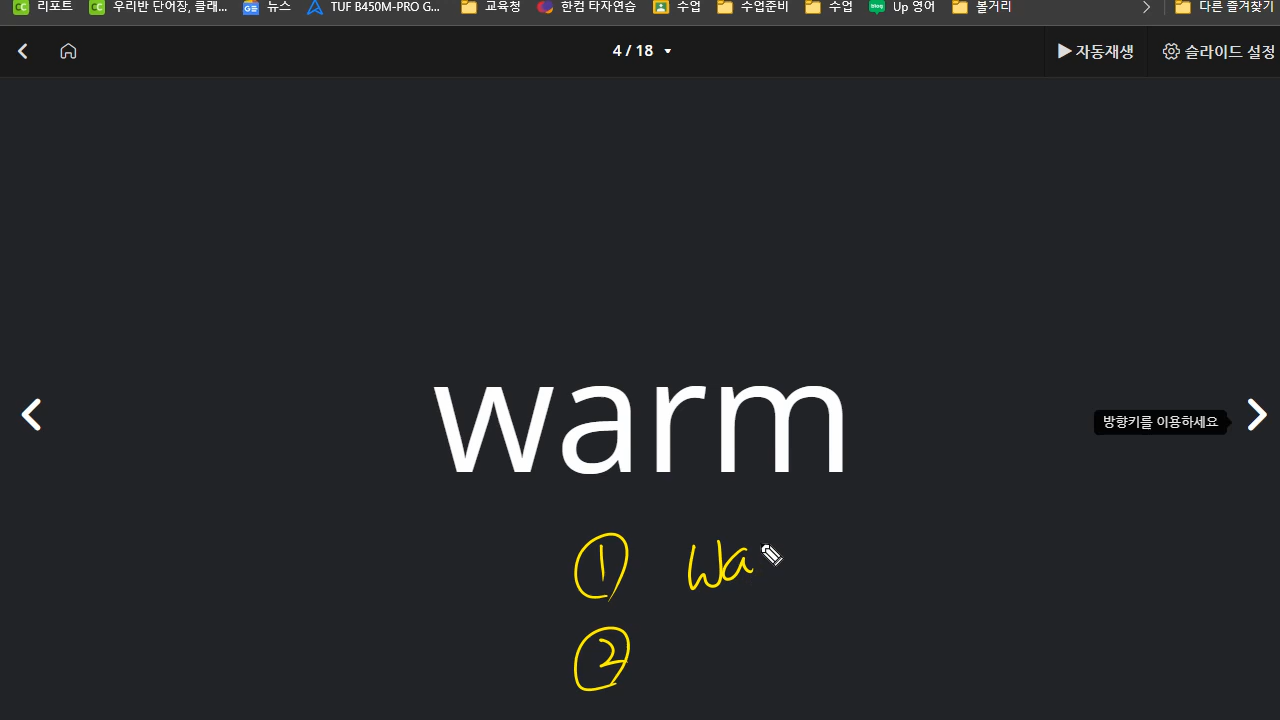 리포트 우리반 단어장, 클래... 뉴스 TUF B450M-PRO G... 교육청 한컴 타자연습 수업 수업준비 수업 Up 영어 볼거리 다른 즐겨찾기
4 / 18 자동재생 슬라이드 설정
warm
방향키를 이용하세요
① wa
②